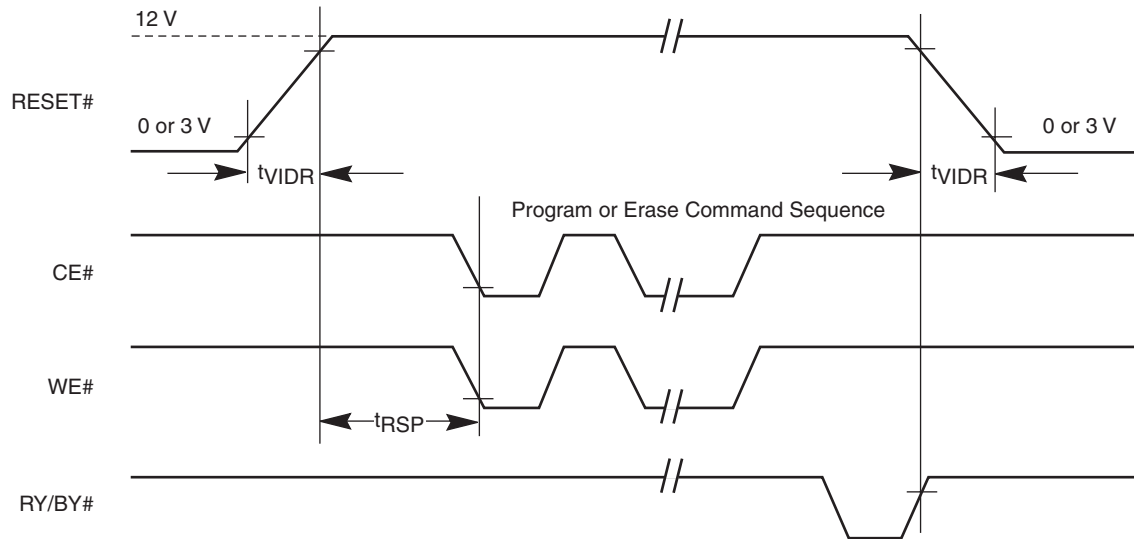 12 V
RESET#
0 or 3 V
0 or 3 V
tVIDR
tVIDR
Program or Erase Command Sequence
CE#
WE#
tRSP
RY/BY#